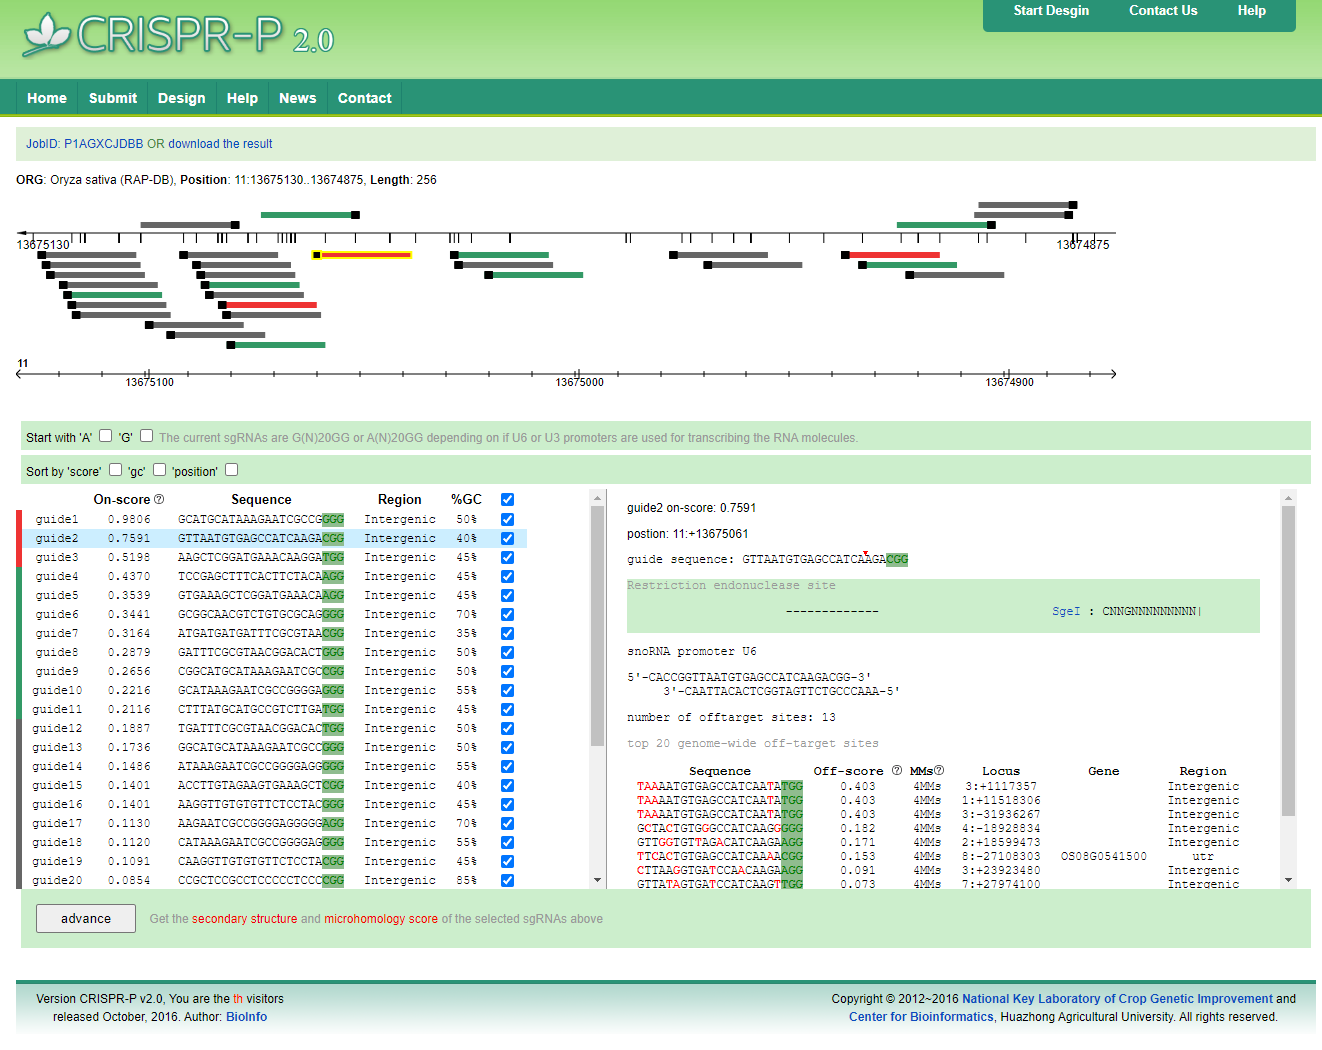 Start Desgin Contact Us Help
CRISPR-P 2.0
Home Submit Design Help News Contact
JobID: P1AGXCJDBB OR download the result
ORG: Oryza sativa (RAP-DB), Position: 11:13675130..13674875, Length: 256
13675130 13674875
11
13675100 13675000 13674900
Start with 'A' 'G' The current sgRNAs are G(N)20GG or A(N)20GG depending on if U6 or U3 promoters are used for transcribing the RNA molecules.
Sort by 'score' 'gc' 'position'
On-score Sequence Region %GC
guide1 0.9806 GCATGCATAAAGAATCGCCGGGG Intergenic 50%
guide2 0.7591 GTTAATGTGAGCCATCAAGACGG Intergenic 40%
guide3 0.5198 AAGCTCGGATGAAACAAGGATGG Intergenic 45%
guide4 0.4370 TCCGAGCTTTCACTTCTACAAGG Intergenic 45%
guide5 0.3539 GTGAAAGCTCGGATGAAACAAGG Intergenic 45%
guide6 0.3441 GCGGCAACGTCTGTGCGCAGGGG Intergenic 70%
guide7 0.3164 ATGATGATGATTTCGCGTAACGG Intergenic 35%
guide8 0.2879 GATTTCGCGTAACGGACACTGGG Intergenic 50%
guide9 0.2656 CGGCATGCATAAAGAATCGCCGG Intergenic 50%
guide10 0.2216 GCATAAAGAATCGCCGGGGAGGG Intergenic 55%
guide11 0.2116 CTTTATGCATGCCGTCTTGATGG Intergenic 45%
guide12 0.1887 TGATTTCGCGTAACGGACACTGG Intergenic 50%
guide13 0.1736 GGCATGCATAAAGAATCGCCGGG Intergenic 50%
guide14 0.1486 ATAAAGAATCGCCGGGGAGGGGG Intergenic 55%
guide15 0.1401 ACCTTGTAGAAGTGAAAGCTCGG Intergenic 40%
guide16 0.1401 AAGGTTGTGTGTTCTCCTACGGG Intergenic 45%
guide17 0.1130 AAGAATCGCCGGGGAGGGGGAGG Intergenic 70%
guide18 0.1120 CATAAAGAATCGCCGGGGAGGGG Intergenic 55%
guide19 0.1091 CAAGGTTGTGTGTTCTCCTACGG Intergenic 45%
guide20 0.0854 CCGCTCCGCCTCCCCCTCCCCGG Intergenic 85%
guide2 on-score: 0.7591
postion: 11:+13675061
guide sequence: GTTAATGTGAGCCATCAAGACGG
Restriction endonuclease site
------------- SgeI : CNNGNNNNNNNNN|
snoRNA promoter U6
5'-CACCGGTTAATGTGAGCCATCAAGACGG-3'
3'-CAATTACACTCGGTAGTTCTGCCCAAA-5'
number of offtarget sites: 13
top 20 genome-wide off-target sites
Sequence Off-score MMs Locus Gene Region
TAAAATGTGAGCCATCAATATGG 0.403 4MMs 3:+1117357 Intergenic
TAAAATGTGAGCCATCAATATGG 0.403 4MMs 1:+11518306 Intergenic
TAAAATGTGAGCCATCAATATGG 0.403 4MMs 3:-31936267 Intergenic
GCTACTGTGGGCCATCAAGGGGG 0.182 4MMs 4:-18928834 Intergenic
GTTGGTGTTAGACATCAAGAAGG 0.171 4MMs 2:+18599473 Intergenic
TTCACTGTGAGCCATCAAAACGG 0.153 4MMs 8:-27108303 OS08G0541500 utr
CTTAAGGTGATCCAACAAGAAGG 0.091 4MMs 3:+23923480 Intergenic
GTTATAGTGATCCATCAAGTTGG 0.073 4MMs 7:+27974100 Intergenic
advance Get the secondary structure and microhomology score of the selected sgRNAs above
Version CRISPR-P v2.0, You are the th visitors
released October, 2016. Author: BioInfo
Copyright © 2012~2016 National Key Laboratory of Crop Genetic Improvement and
Center for Bioinformatics, Huazhong Agricultural University. All rights reserved.